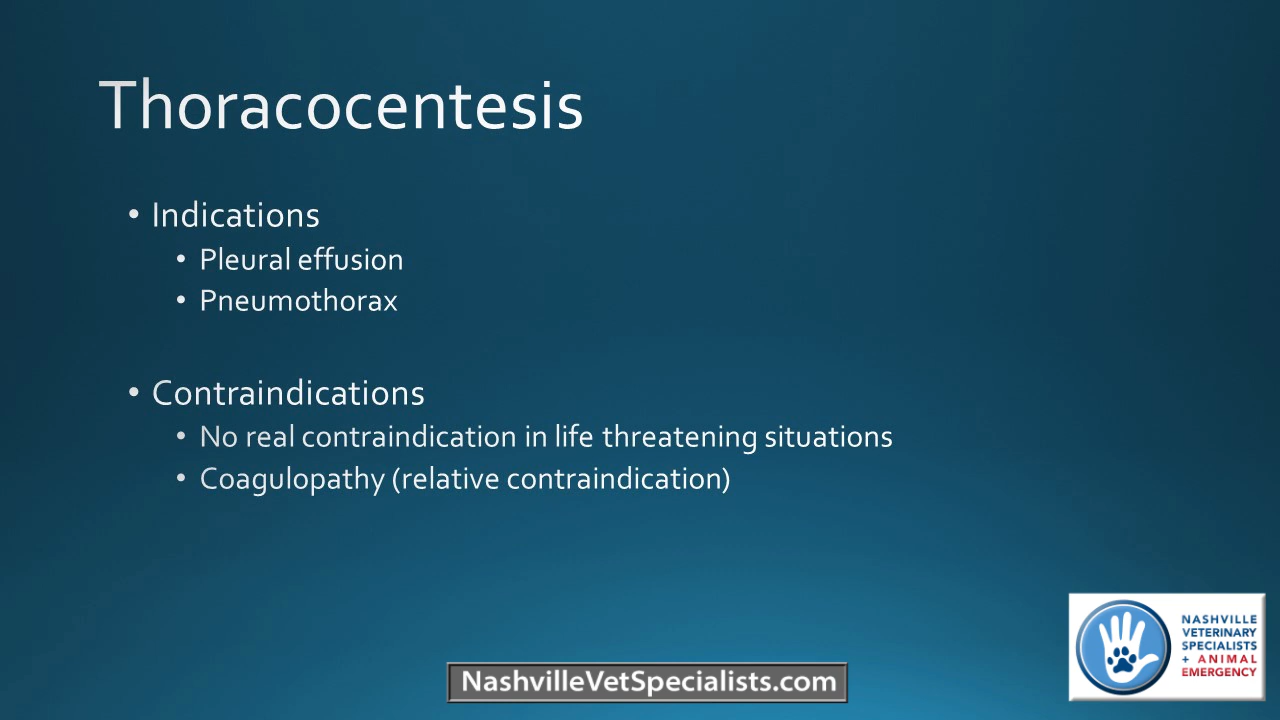 Thoracocentesis
• Indications
• Pleural effusion
• Pneumothorax
• Contraindications
• No real contraindication in life threatening situations
• Coagulopathy (relative contraindication)
NASHVILLE
VETERINARY
SPECIALISTS
+ ANIMAL
EMERGENCY
NashvilleVetSpecialists.com